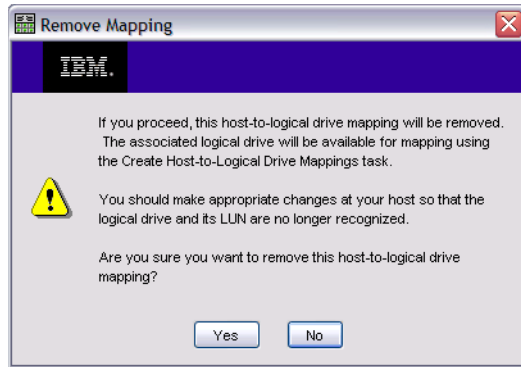 Remove Mapping
IBM.
If you proceed, this host-to-logical drive mapping will be removed.
The associated logical drive will be available for mapping using
the Create Host-to-Logical Drive Mappings task.
You should make appropriate changes at your host so that the
logical drive and its LUN are no longer recognized.
Are you sure you want to remove this host-to-logical drive
mapping?
Yes
No